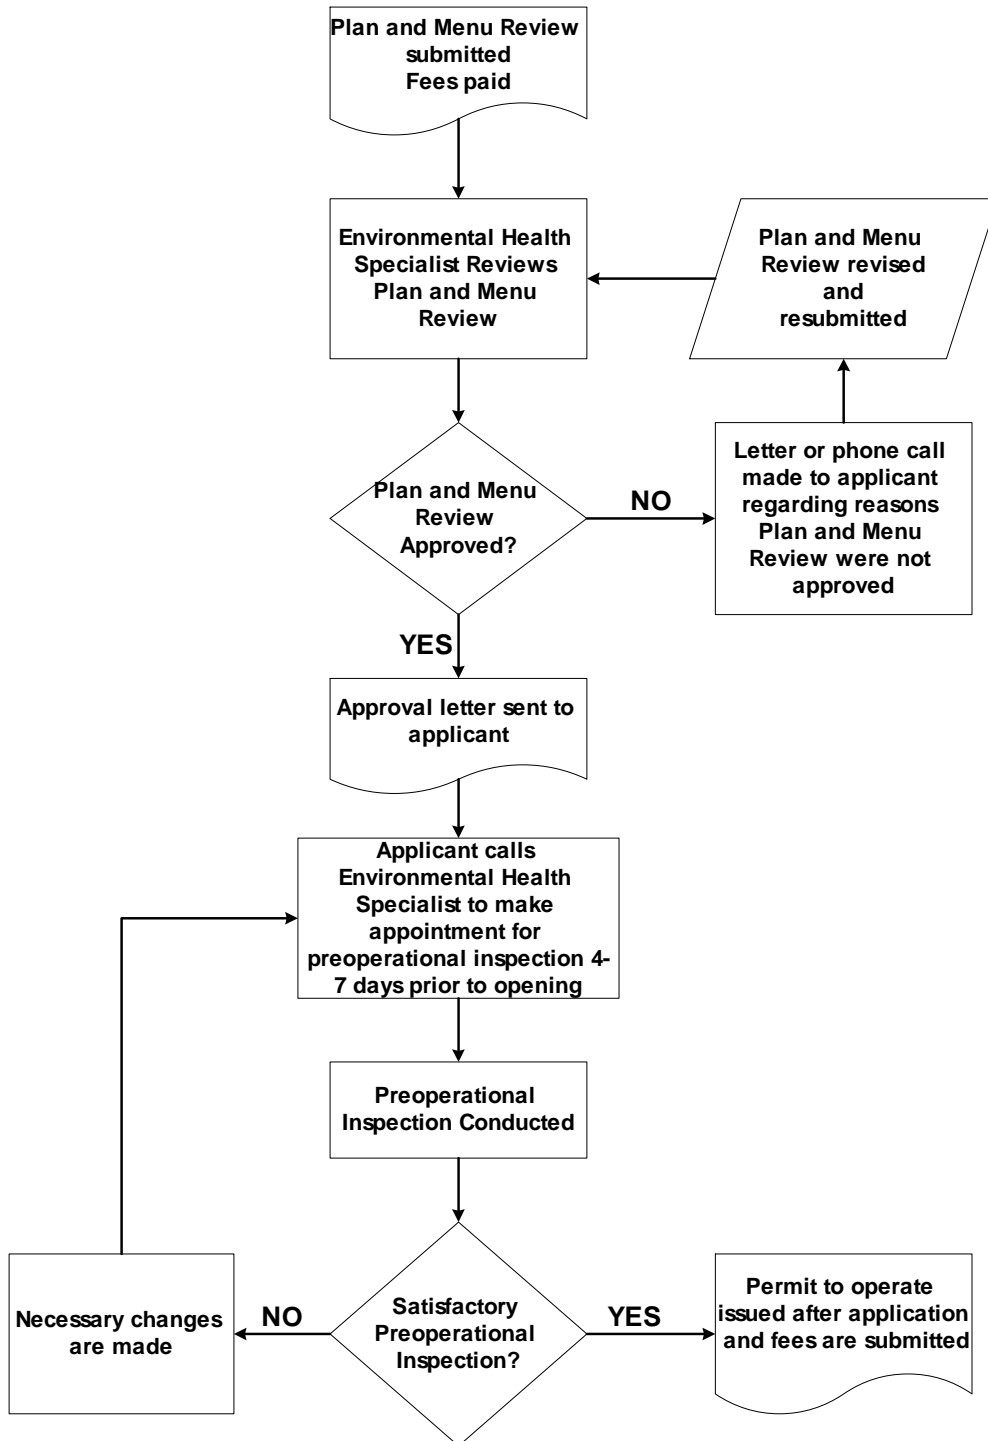 Plan and Menu Review
submitted
Fees paid
Environmental Health
Specialist Reviews
Plan and Menu
Review
Plan and Menu
Review revised
and
resubmitted
Plan and Menu
Review
Approved?
NO
Letter or phone call
made to applicant
regarding reasons
Plan and Menu
Review were not
approved
YES
Approval letter sent to
applicant
Applicant calls
Environmental Health
Specialist to make
appointment for
preoperational inspection 4-
7 days prior to opening
Preoperational
Inspection Conducted
Satisfactory
Preoperational
Inspection?
NO
Necessary changes
are made
YES
Permit to operate
issued after application
and fees are submitted